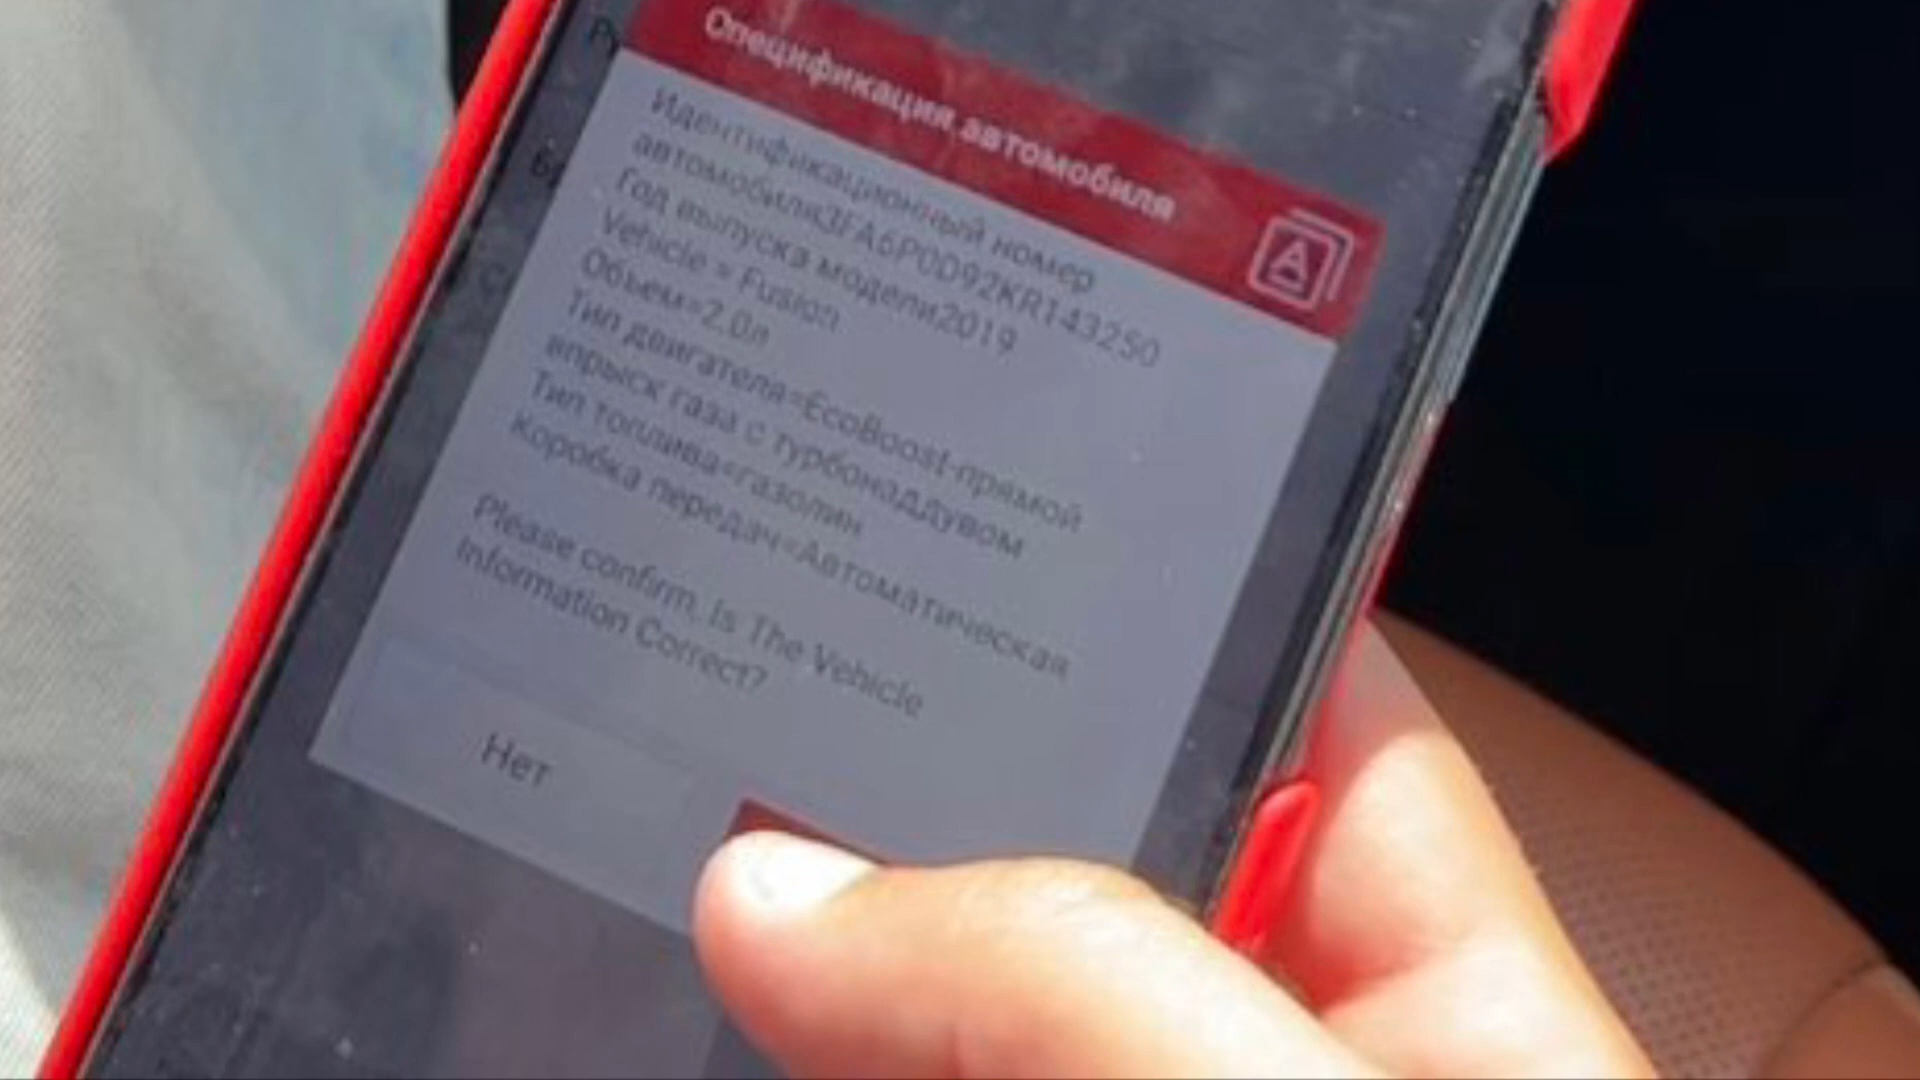 Спецификация автомобиля
Идентификационный номер
автомобиля3FA6P0D92KR143250
Год выпуска модели2019
Vehicle = Fusion
Объем=2.0л
Тип двигателя=EcoBoost-прямой
впрыск газа с турбонаддувом
Тип топлива=газолин
Коробка передач=Автоматическая
Please confirm. Is The Vehicle
Information Correct?
Нет